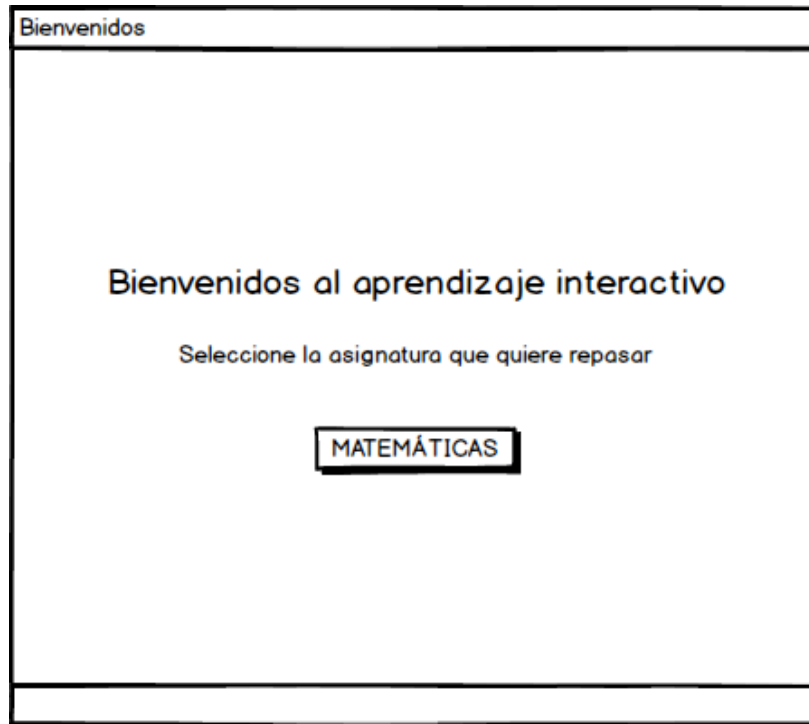 Bienvenidos
Bienvenidos al aprendizaje interactivo
Seleccione la asignatura que quiere repasar
MATEMÁTICAS